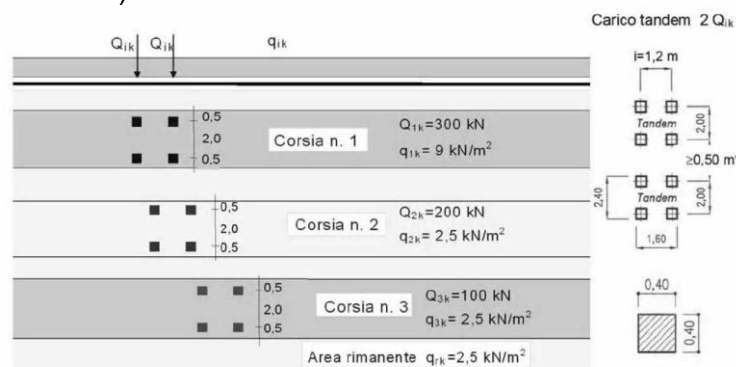 Carico tandem 2 Qik
Qik Qik qik
i=1,2 m
0,5
2,0
0,5
Corsia n. 1
Q1k=300 kN
q1k= 9 kN/m²
Tandem
2,00
≥0,50 m*
0,5
2,0
0,5
Corsia n. 2
Q2k=200 kN
q2k= 2,5 kN/m²
2,40
Tandem
2,00
1,60
0,5
2,0
0,5
Corsia n. 3
Q3k=100 kN
q3k= 2,5 kN/m²
0,40
0,40
Area rimanente qrk=2,5 kN/m²